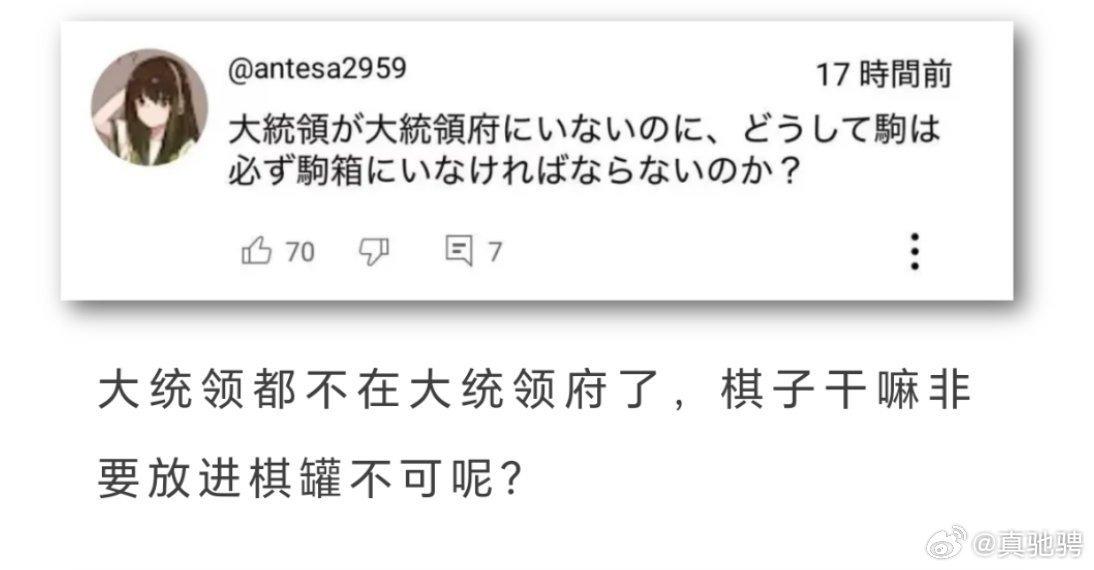 @antesa2959
17 時間前
大統領が大統領府にいないのに、どうして駒は
必ず駒箱にいなければならないのか？
70
7
大统领都不在大统领府了，棋子干嘛非
要放进棋罐不可呢？
@真驰骋